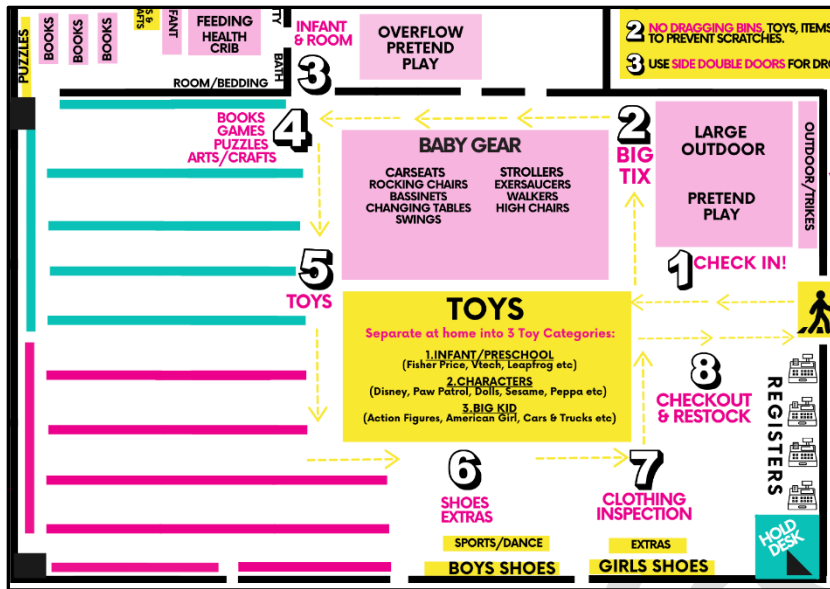 PUZZLES
BOOKS
BOOKS
BOOKS
FEEDING
HEALTH
CRIB
ROOM/BEDDING
BATH
INFANT
& ROOM
3
OVERFLOW
PRETEND
PLAY
2 NO DRAGGING BINS, TOYS, ITEMS
TO PREVENT SCRATCHES.
3 USE SIDE DOUBLE DOORS FOR
4
BOOKS
GAMES
PUZZLES
ARTS/CRAFTS
BABY GEAR
CARSEATS
ROCKING CHAIRS
BASSINETS
CHANGING TABLES
SWINGS
STROLLERS
EXERSAUCERS
WALKERS
HIGH CHAIRS
2
BIG
TIX
LARGE
OUTDOOR
PRETEND
PLAY
OUTDOOR/TRIKES
1 CHECK IN!
5
TOYS
TOYS
Separate at home into 3 Toy Categories:
1.INFANT/PRESCHOOL
(Fisher Price, Vtech, Leapfrog etc)
2.CHARACTERS
(Disney, Paw Patrol, Dolls, Sesame, Peppa etc)
3.BIG KID
(Action Figures, American Girl, Cars & Trucks etc)
8
CHECKOUT
& RESTOCK
REGISTERS
6
SHOES
EXTRAS
7
CLOTHING
INSPECTION
SPORTS/DANCE
BOYS SHOES
EXTRAS
GIRLS SHOES
HOLD
DESK